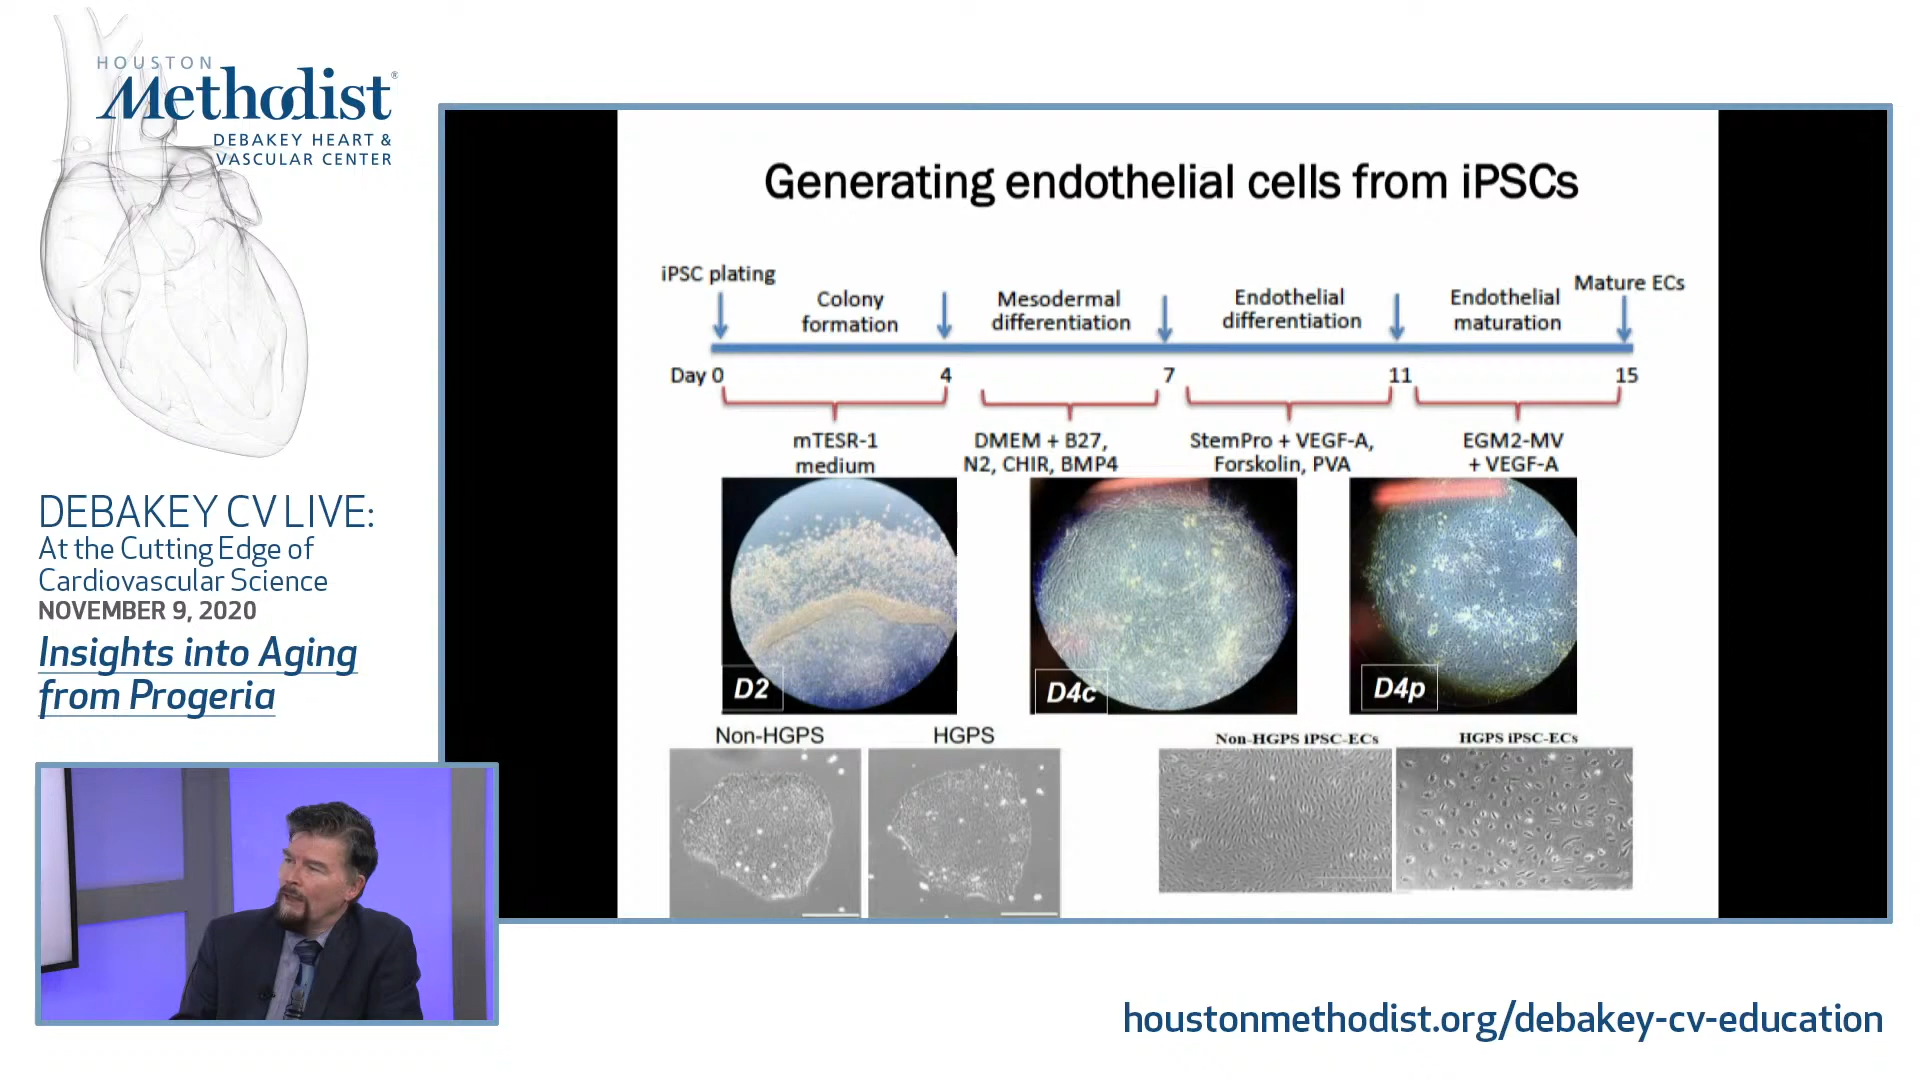 HOUSTON
Methodist®
DEBAKEY HEART &
VASCULAR CENTER
DEBAKEY CV LIVE:
At the Cutting Edge of
Cardiovascular Science
NOVEMBER 9, 2020
Insights into Aging
from Progeria
Generating endothelial cells from iPSCs
iPSC plating
Colony
formation
Mesodermal
differentiation
Endothelial
differentiation
Endothelial
maturation
Mature ECs
Day 0
4
7
11
15
mTESR-1
medium
DMEM + B27,
N2, CHIR, BMP4
StemPro + VEGF-A,
Forskolin, PVA
EGM2-MV
+ VEGF-A
D2
D4c
D4p
Non-HGPS
HGPS
Non-HGPS iPSC-ECs
HGPS iPSC-ECs
houstonmethodist.org/debakey-cv-education